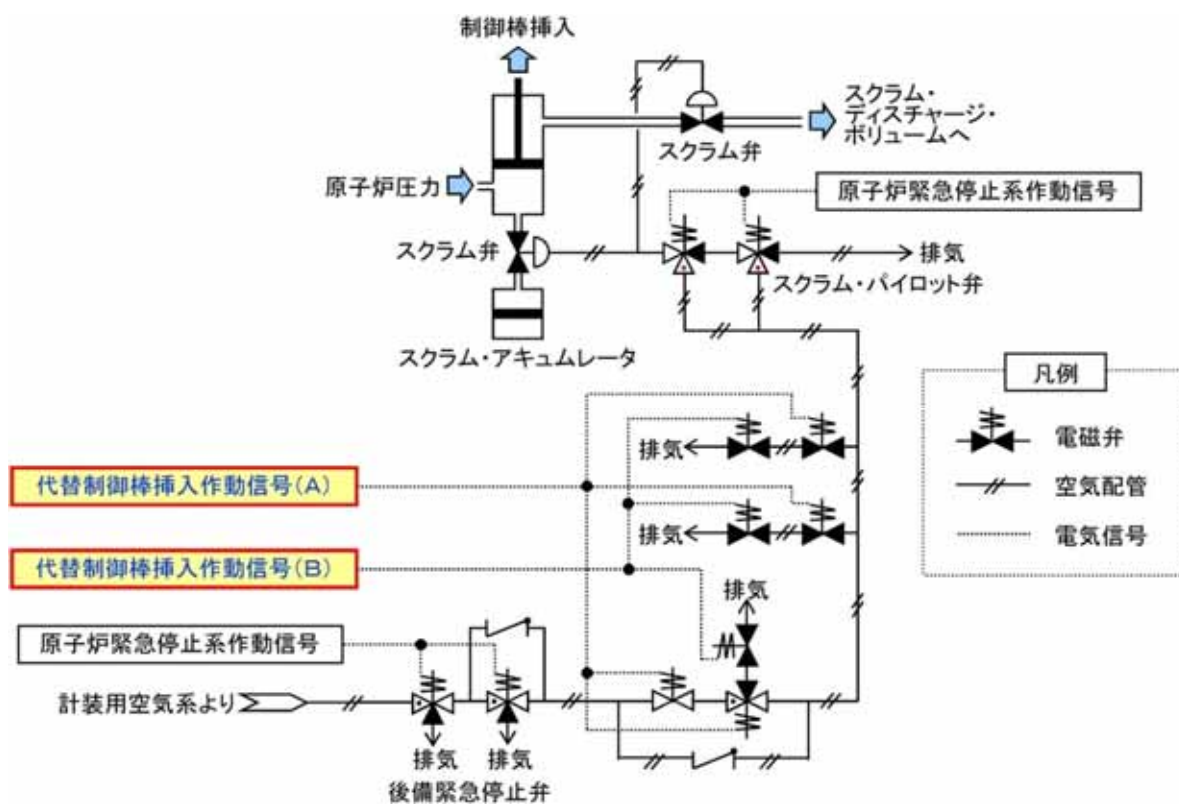 制御棒挿入
スクラム・
ディスチャージ・
ボリュームへ
スクラム弁
原子炉圧力
原子炉緊急停止系作動信号
スクラム弁
排気
スクラム・パイロット弁
スクラム・アキュムレータ
凡例
電磁弁
排気
代替制御棒挿入作動信号(A)
空気配管
排気
電気信号
代替制御棒挿入作動信号(B)
排気
原子炉緊急停止系作動信号
計装用空気系より
排気 排気
後備緊急停止弁